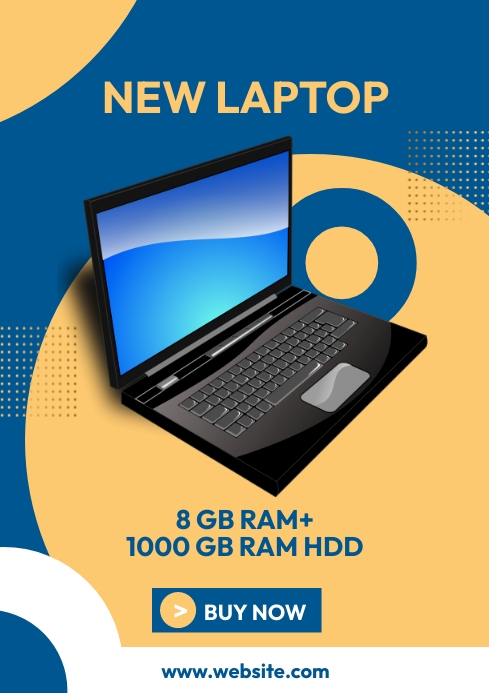 NEW LAPTOP
8 GB RAM+
1000 GB RAM HDD
> BUY NOW
www.website.com